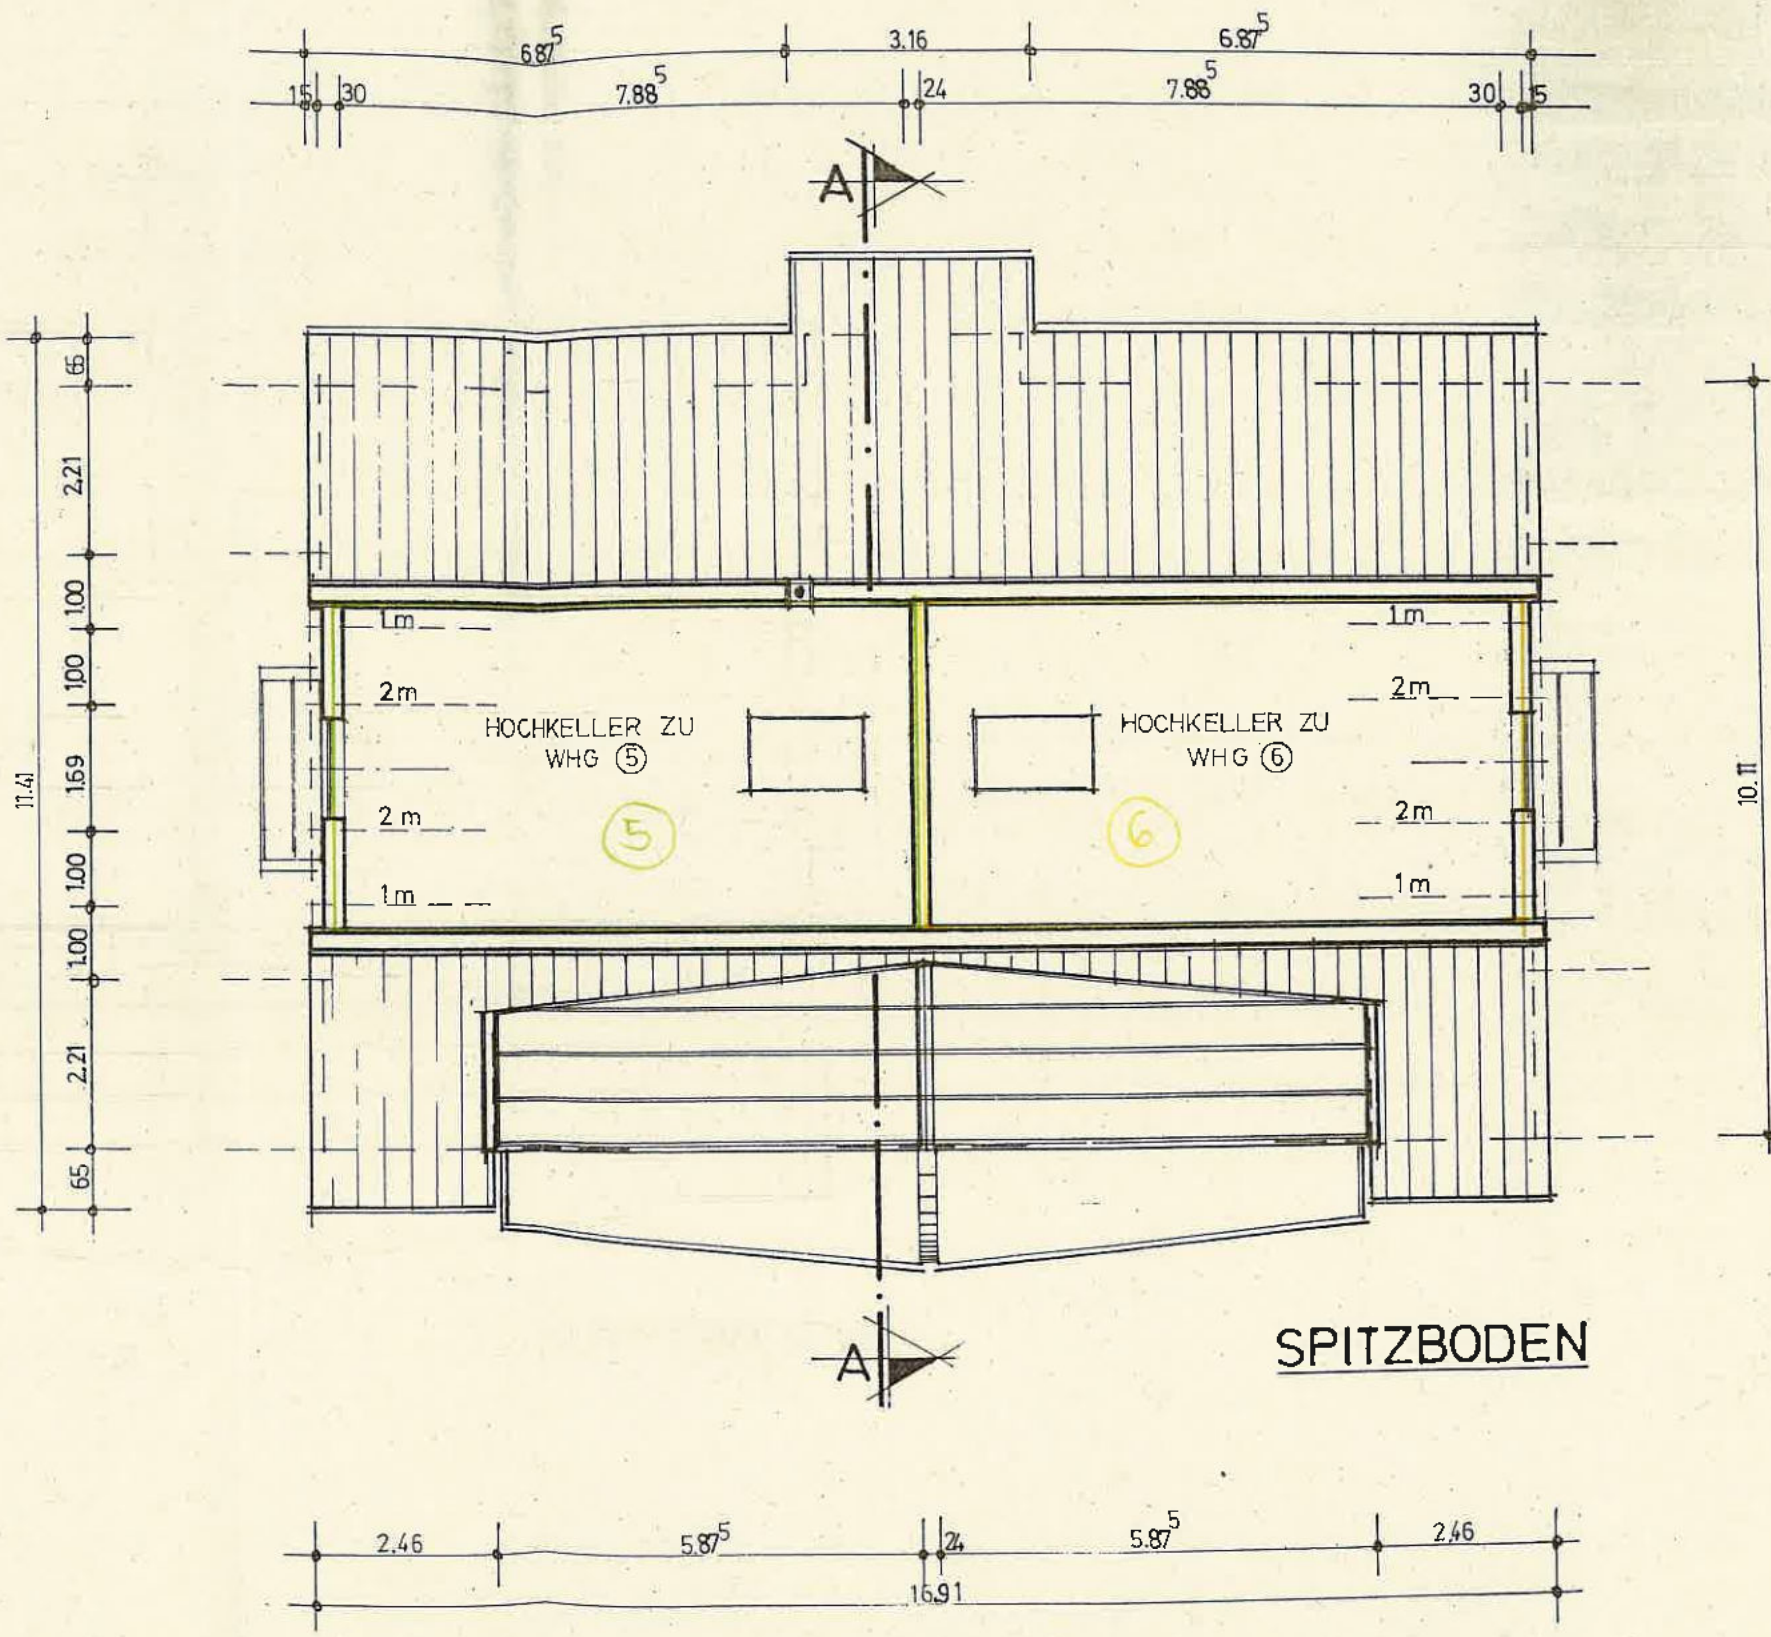 6.87⁵ 3.16 6.87⁵
15 30 7.88⁵ 24 7.88⁵ 30 15
A
65
2,21
1,00
1,00
1,69
1,00
1,00
2,21
65
11.41
10.11
1m
2m
2m
1m
1m
2m
2m
1m
HOCHKELLER ZU
WHG ⑤
5
HOCHKELLER ZU
WHG ⑥
6
A
SPITZBODEN
2,46 5.87⁵ 24 5.87⁵ 2,46
16.91